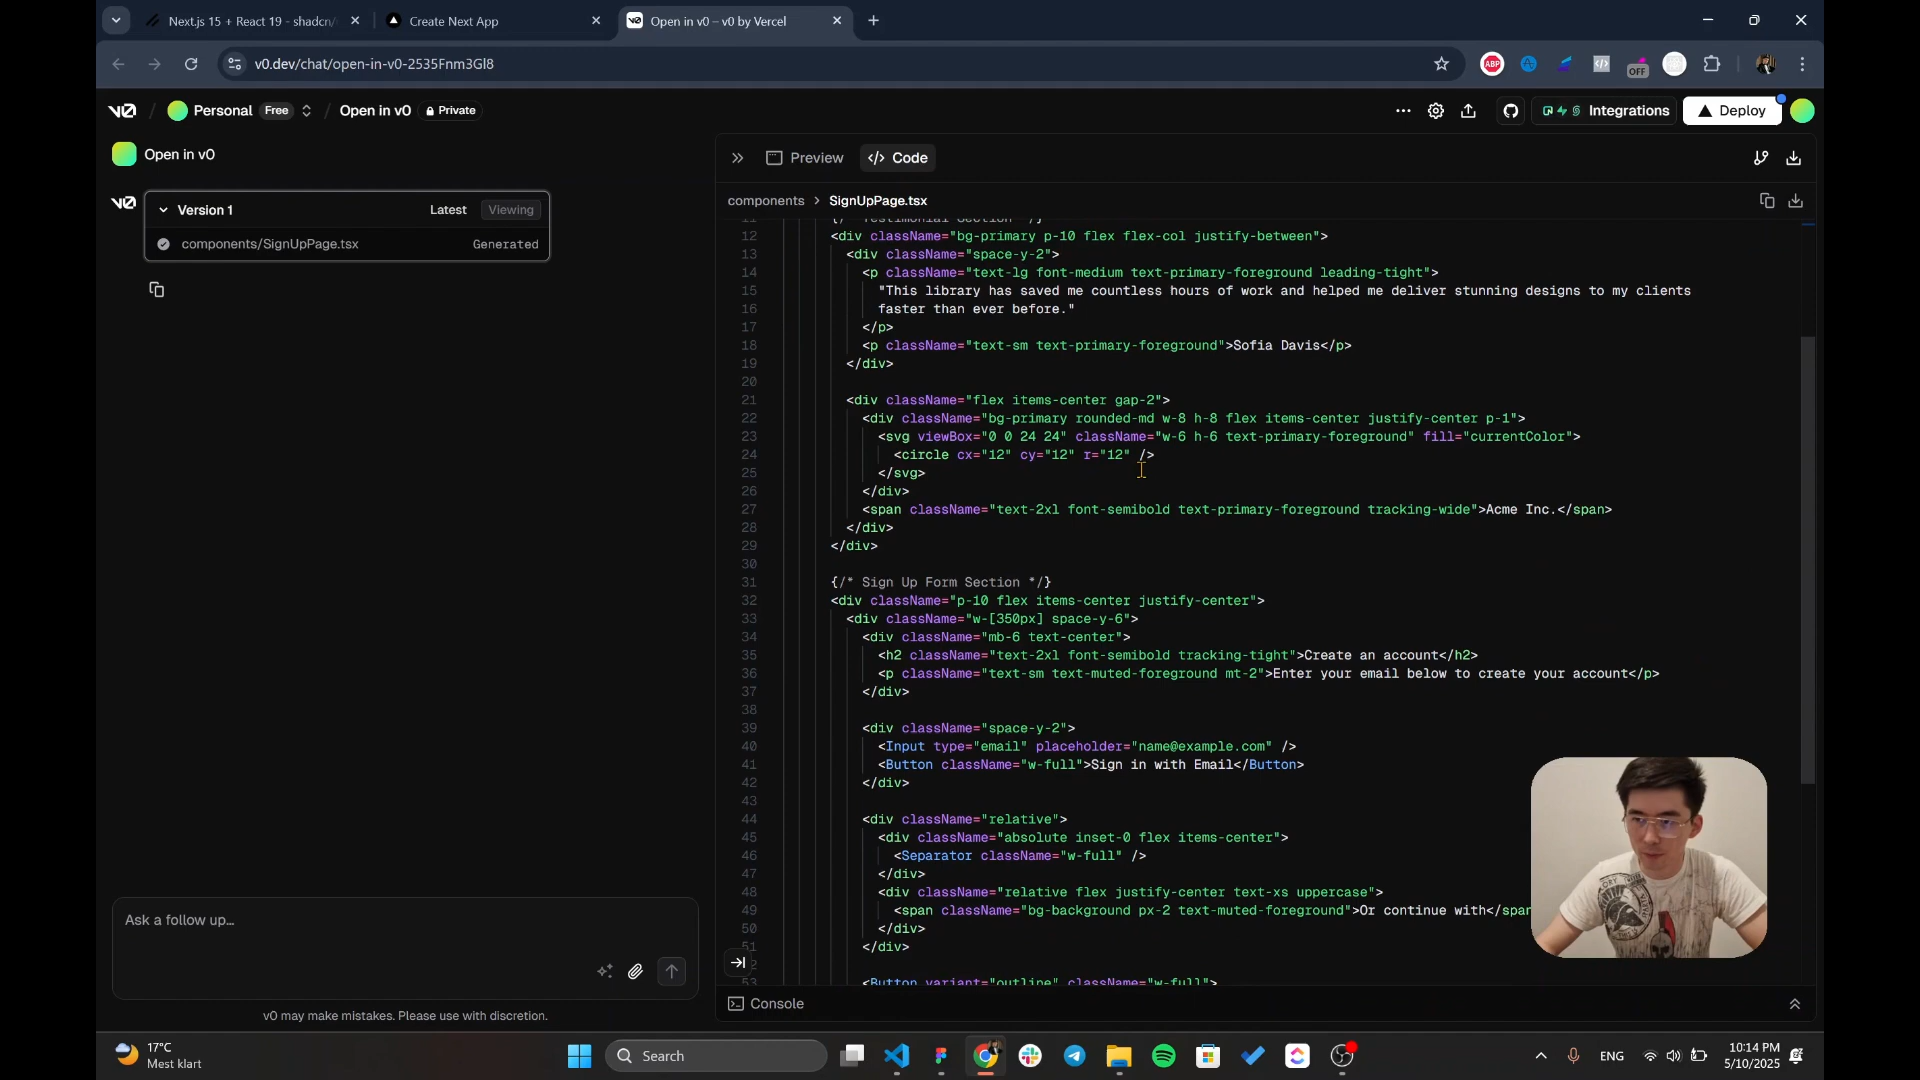 Next.js 15 + React 19 - shadcn/
Create Next App
Open in v0 – v0 by Vercel
v0.dev/chat/open-in-v0-2535Fnm3Gl8
ABP
OFF
v0 / Personal Free / Open in v0 Private
Integrations
Deploy
Open in v0
Version 1 Latest Viewing
components/SignUpPage.tsx Generated
Ask a follow up...
v0 may make mistakes. Please use with discretion.
Preview </> Code
components > SignUpPage.tsx
11 {/* Testimonial Section */}
12 <div className="bg-primary p-10 flex flex-col justify-between">
13 <div className="space-y-2">
14 <p className="text-lg font-medium text-primary-foreground leading-tight">
15 "This library has saved me countless hours of work and helped me deliver stunning designs to my clients
16 faster than ever before."
17 </p>
18 <p className="text-sm text-primary-foreground">Sofia Davis</p>
19 </div>
20
21 <div className="flex items-center gap-2">
22 <div className="bg-primary rounded-md w-8 h-8 flex items-center justify-center p-1">
23 <svg viewBox="0 0 24 24" className="w-6 h-6 text-primary-foreground" fill="currentColor">
24 <circle cx="12" cy="12" r="12" />
25 </svg>
26 </div>
27 <span className="text-2xl font-semibold text-primary-foreground tracking-wide">Acme Inc.</span>
28 </div>
29 </div>
30
31 {/* Sign Up Form Section */}
32 <div className="p-10 flex items-center justify-center">
33 <div className="w-[350px] space-y-6">
34 <div className="mb-6 text-center">
35 <h2 className="text-2xl font-semibold tracking-tight">Create an account</h2>
36 <p className="text-sm text-muted-foreground mt-2">Enter your email below to create your account</p>
37 </div>
38
39 <div className="space-y-2">
40 <Input type="email" placeholder="name@example.com" />
41 <Button className="w-full">Sign in with Email</Button>
42 </div>
43
44 <div className="relative">
45 <div className="absolute inset-0 flex items-center">
46 <Separator className="w-full" />
47 </div>
48 <div className="relative flex justify-center text-xs uppercase">
49 <span className="bg-background px-2 text-muted-foreground">Or continue with</span
50 </div>
51 </div>
53 <Button variant="outline" className="w-full">
Console
17°C
Mest klart
Search
ENG
10:14 PM
5/10/2025